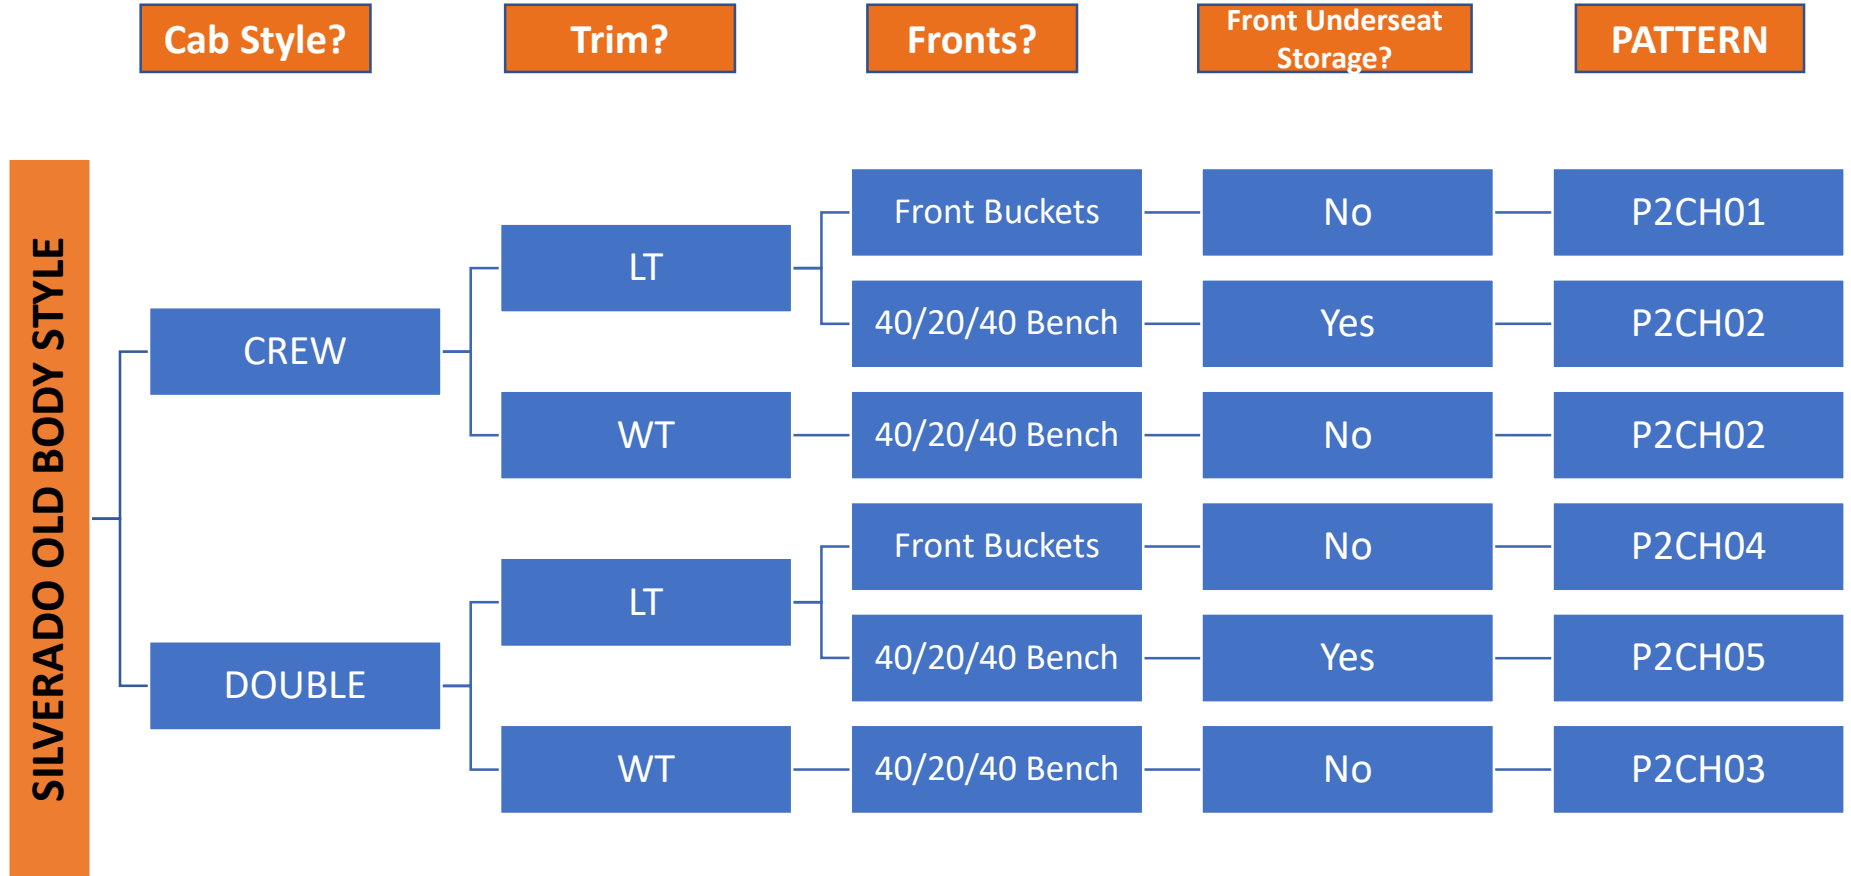 Cab Style?
Trim?
Fronts?
Front Underseat
Storage?
PATTERN
SILVERADO OLD BODY STYLE
CREW
LT
Front Buckets
No
P2CH01
40/20/40 Bench
Yes
P2CH02
WT
40/20/40 Bench
No
P2CH02
DOUBLE
LT
Front Buckets
No
P2CH04
40/20/40 Bench
Yes
P2CH05
WT
40/20/40 Bench
No
P2CH03